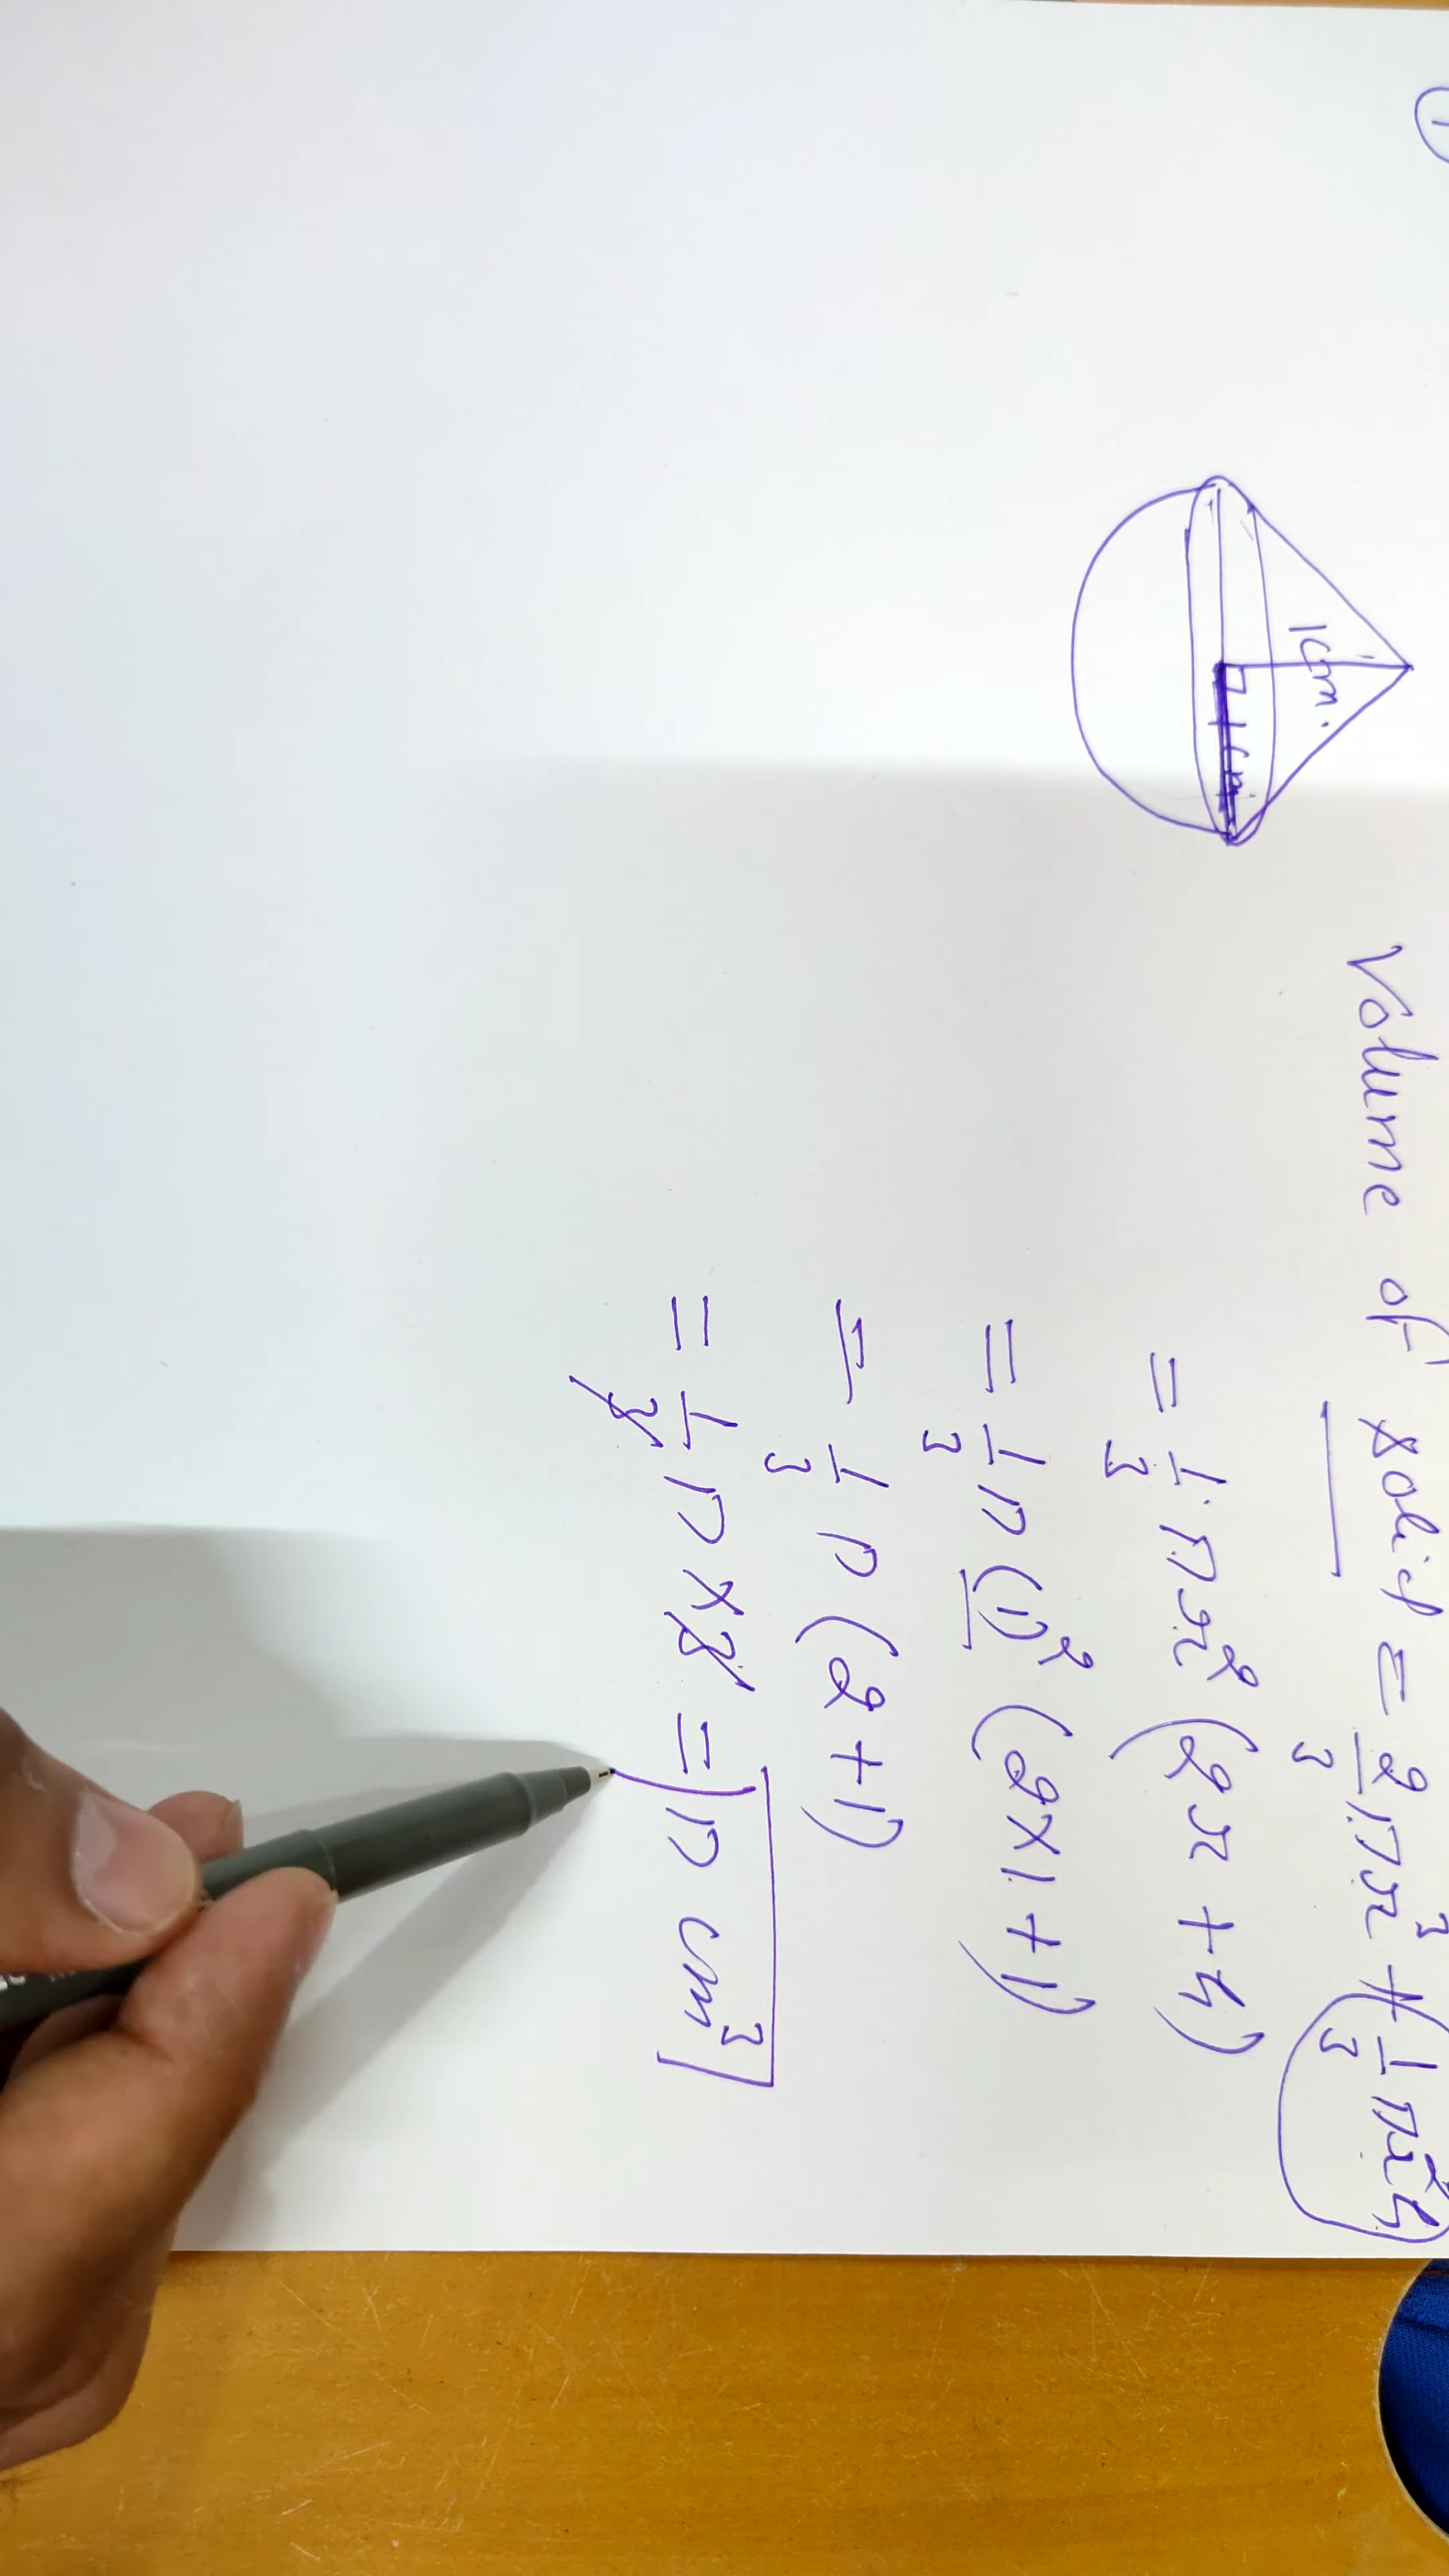 ①
1cm.
1cm.
Volume of solid = 2/3 πr³ + 1/3 πr²h
= 1/3 πr² (2r + h)
= 1/3 π (1)² (2×1 + 1)
= 1/3 π (2 + 1)
= 1/3 π × 3 = π cm³